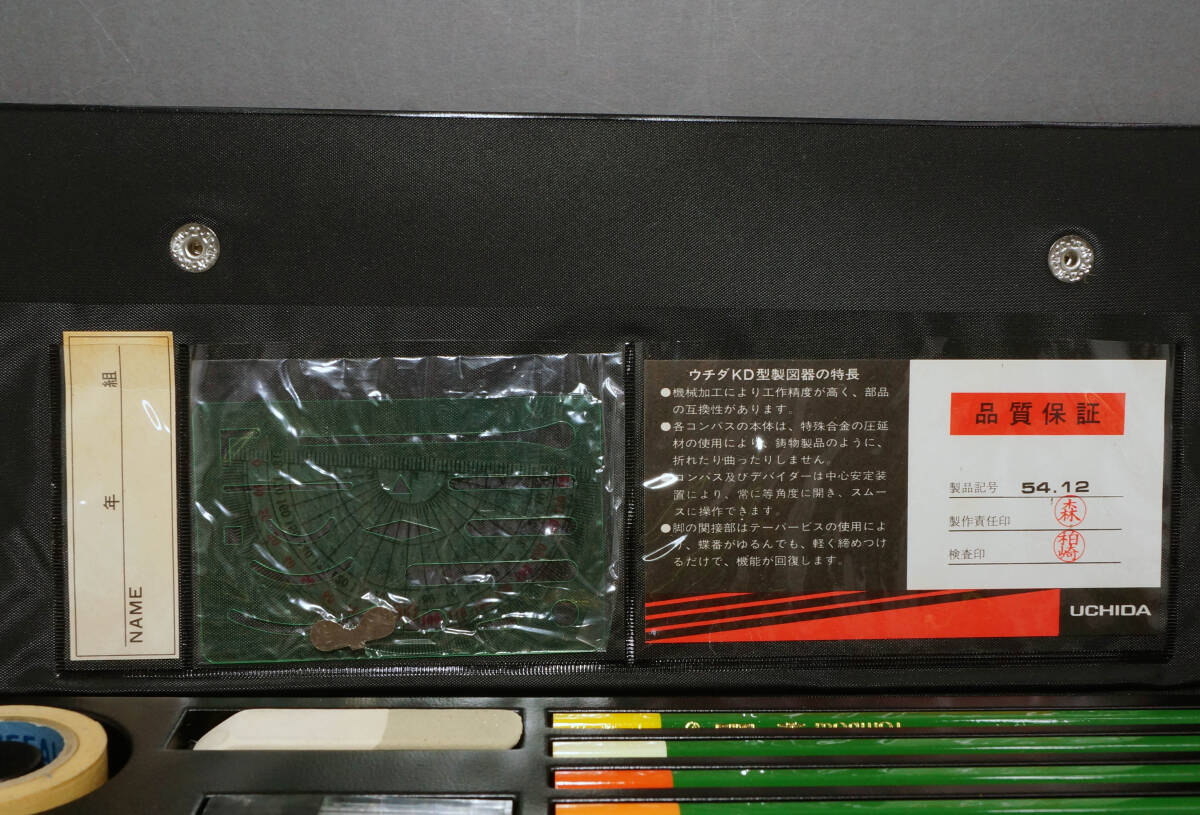 組
年
NAME
ウチダKD型製図器の特長
●機械加工により工作精度が高く、部品
の互換性があります。
●各コンパスの本体は、特殊合金の圧延
材の使用により、鋳物製品のように、
折れたり曲ったりしません。
コンパス及びデバイダーは中心安定装
置により、常に等角度に開き、スムー
スに操作できます。
●脚の関接部はテーパービスの使用によ
り、蝶番がゆるんでも、軽く締めつけ
るだけで、機能が回復します。
品質保証
製品記号 54.12
製作責任印 森
検査印 柏崎
UCHIDA
Tombow